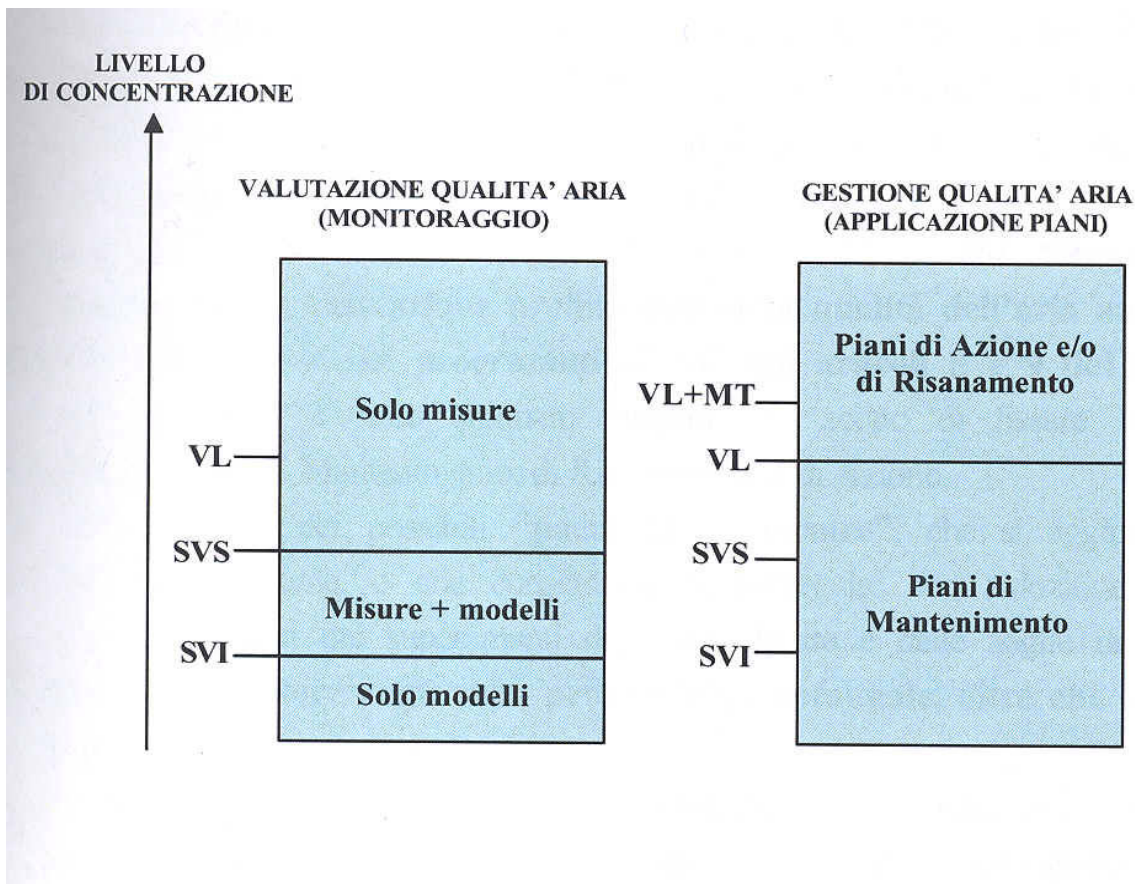 LIVELLO
DI CONCENTRAZIONE
VALUTAZIONE QUALITA' ARIA
(MONITORAGGIO)
Solo misure
VL
SVS
Misure + modelli
SVI
Solo modelli
GESTIONE QUALITA' ARIA
(APPLICAZIONE PIANI)
Piani di Azione e/o
di Risanamento
VL+MT
VL
SVS
Piani di
Mantenimento
SVI